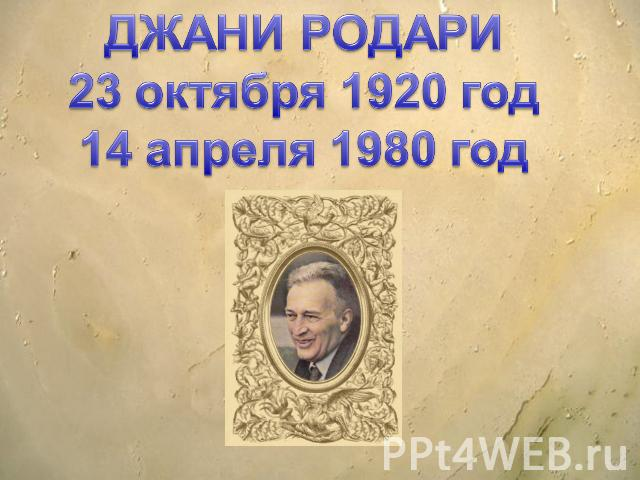 ДЖАНИ РОДАРИ
23 октября 1920 год
14 апреля 1980 год
PPt4WEB.ru